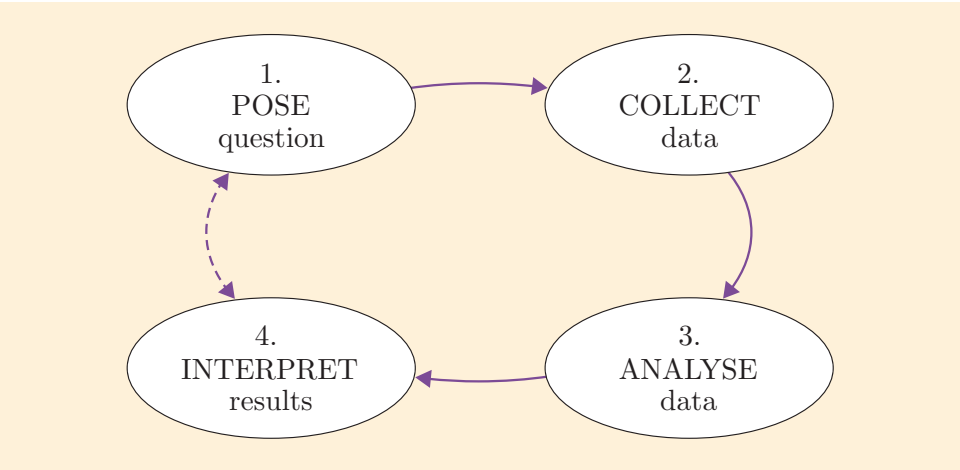 1.
POSE
question
2.
COLLECT
data
3.
ANALYSE
data
4.
INTERPRET
results